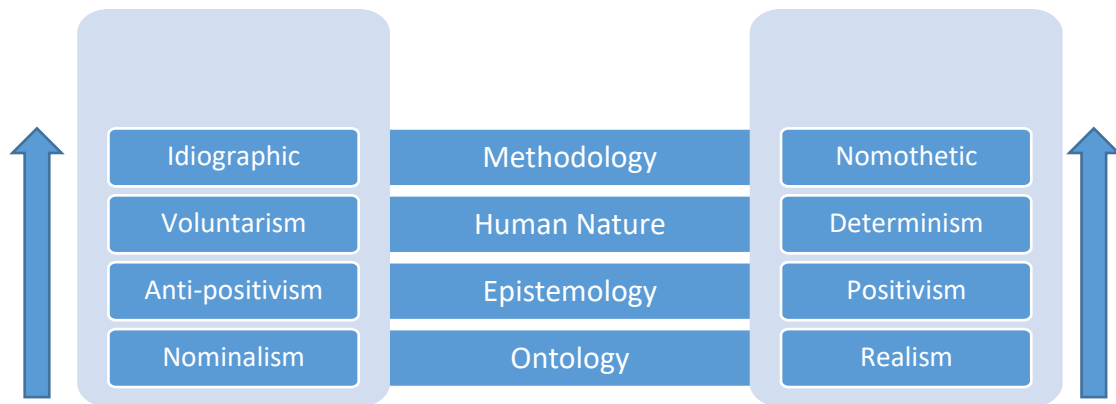 Idiographic Methodology Nomothetic
Voluntarism Human Nature Determinism
Anti-positivism Epistemology Positivism
Nominalism Ontology Realism